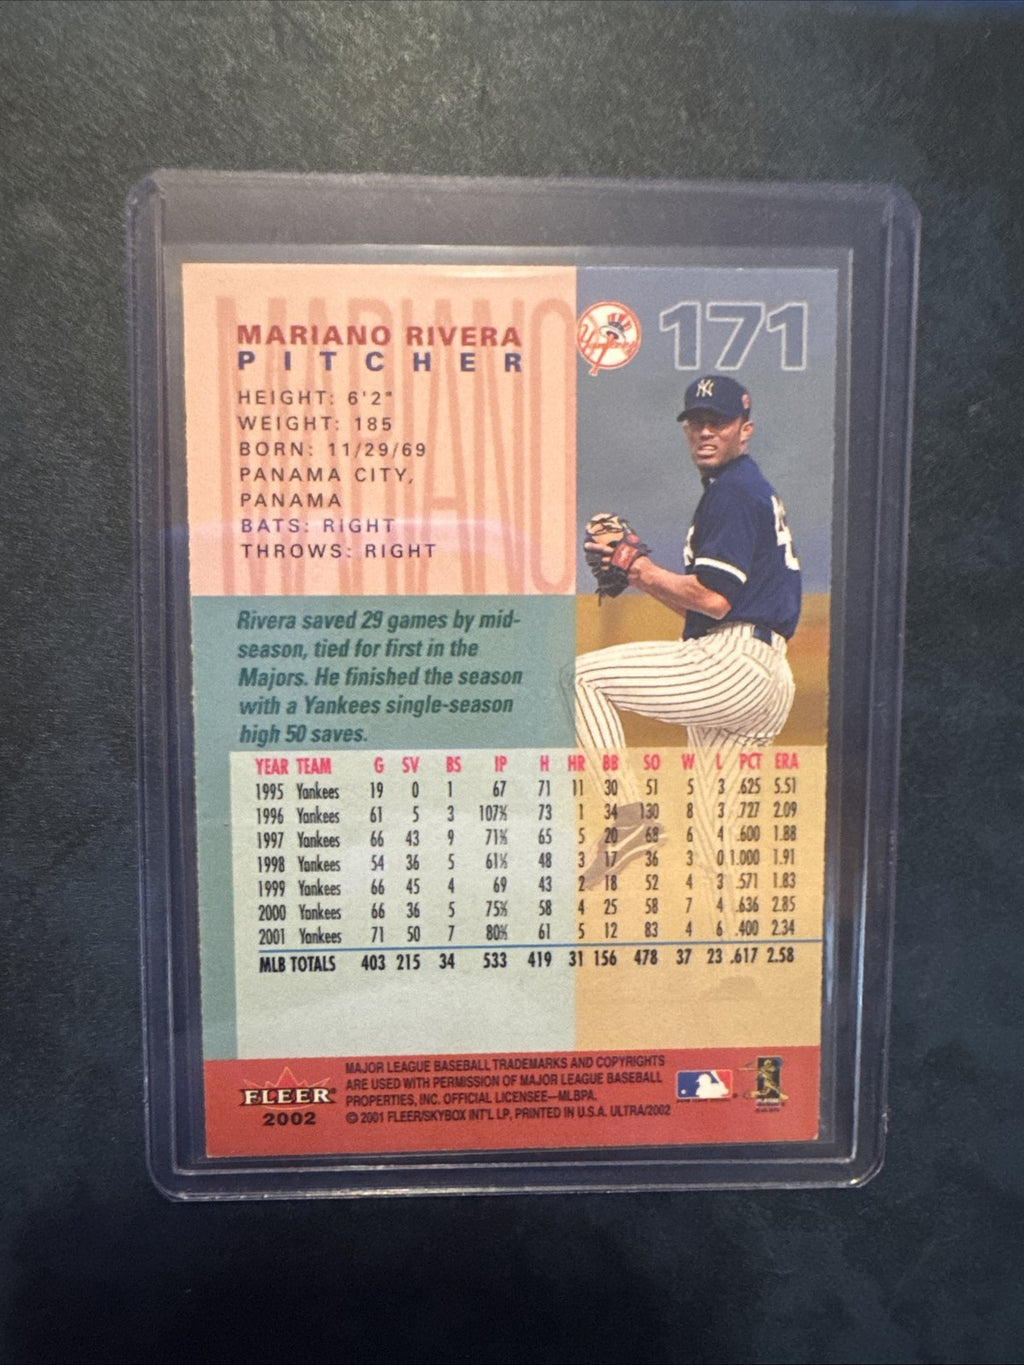 MARIANO
171
MARIANO RIVERA
PITCHER
HEIGHT: 6'2"
WEIGHT: 185
BORN: 11/29/69
PANAMA CITY,
PANAMA
BATS: RIGHT
THROWS: RIGHT
Yankees
NY
Rivera saved 29 games by mid-
season, tied for first in the
Majors. He finished the season
with a Yankees single-season
high 50 saves.
YEAR TEAM G SV BS IP H HR BB SO W L PCT ERA
1995 Yankees 19 0 1 67 71 11 30 51 5 3 .625 5.51
1996 Yankees 61 5 3 107⅔ 73 1 34 130 8 3 .727 2.09
1997 Yankees 66 43 9 71⅔ 65 5 20 68 6 4 .600 1.88
1998 Yankees 54 36 5 61⅓ 48 3 17 36 3 0 1.000 1.91
1999 Yankees 66 45 4 69 43 2 18 52 4 3 .571 1.83
2000 Yankees 66 36 5 75⅔ 58 4 25 58 7 4 .636 2.85
2001 Yankees 71 50 7 80⅔ 61 5 12 83 4 6 .400 2.34
MLB TOTALS 403 215 34 533 419 31 156 478 37 23 .617 2.58
FLEER
2002
MAJOR LEAGUE BASEBALL TRADEMARKS AND COPYRIGHTS
ARE USED WITH PERMISSION OF MAJOR LEAGUE BASEBALL
PROPERTIES, INC. OFFICIAL LICENSEE—MLBPA.
© 2001 FLEER/SKYBOX INT'L LP, PRINTED IN U.S.A. ULTRA/2002